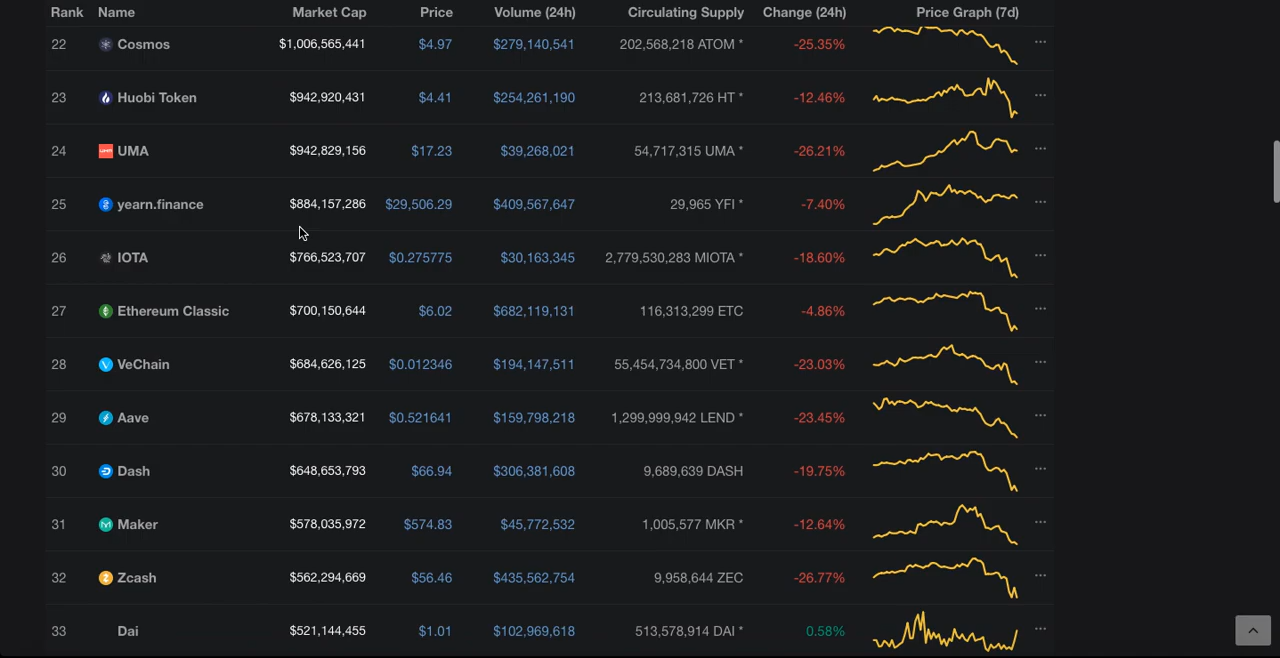 Rank Name Market Cap Price Volume (24h) Circulating Supply Change (24h) Price Graph (7d)
22 Cosmos $1,006,565,441 $4.97 $279,140,541 202,568,218 ATOM * -25.35% ...
23 Huobi Token $942,920,431 $4.41 $254,261,190 213,681,726 HT * -12.46% ...
24 UMA $942,829,156 $17.23 $39,268,021 54,717,315 UMA * -26.21% ...
25 yearn.finance $884,157,286 $29,506.29 $409,567,647 29,965 YFI * -7.40% ...
26 IOTA $766,523,707 $0.275775 $30,163,345 2,779,530,283 MIOTA * -18.60% ...
27 Ethereum Classic $700,150,644 $6.02 $682,119,131 116,313,299 ETC -4.86% ...
28 VeChain $684,626,125 $0.012346 $194,147,511 55,454,734,800 VET * -23.03% ...
29 Aave $678,133,321 $0.521641 $159,798,218 1,299,999,942 LEND * -23.45% ...
30 Dash $648,653,793 $66.94 $306,381,608 9,689,639 DASH -19.75% ...
31 Maker $578,035,972 $574.83 $45,772,532 1,005,577 MKR * -12.64% ...
32 Zcash $562,294,669 $56.46 $435,562,754 9,958,644 ZEC -26.77% ...
33 Dai $521,144,455 $1.01 $102,969,618 513,578,914 DAI * 0.58% ...